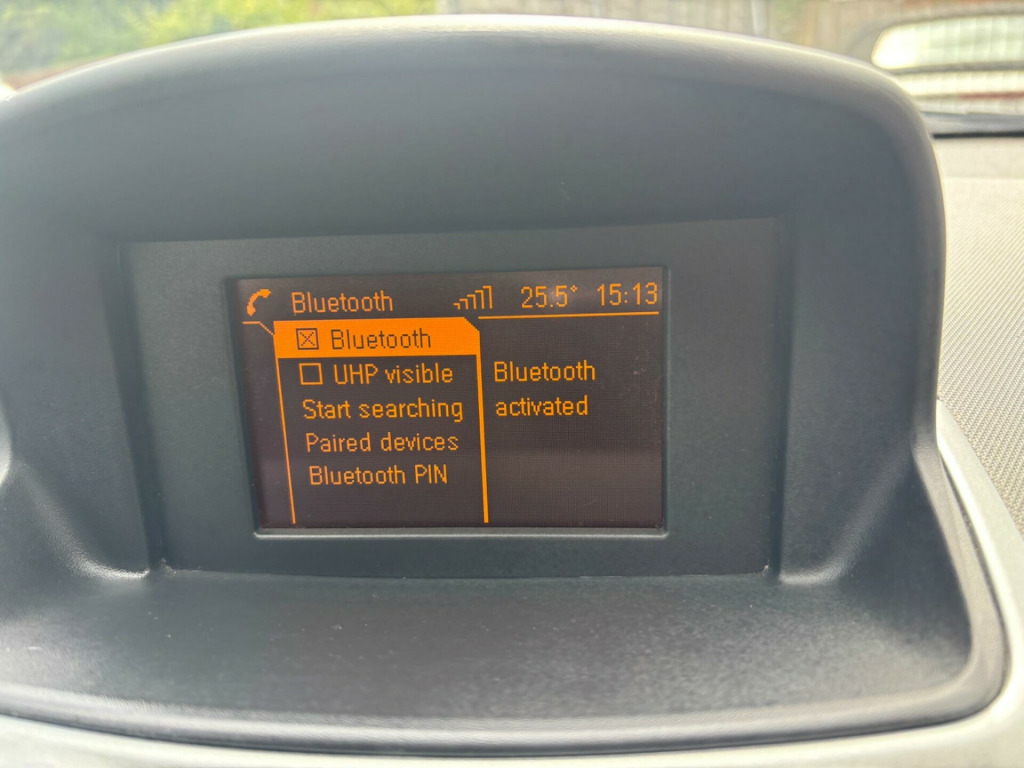 Bluetooth 25.5° 15:13
Bluetooth
UHP visible
Start searching
Paired devices
Bluetooth PIN
Bluetooth
activated